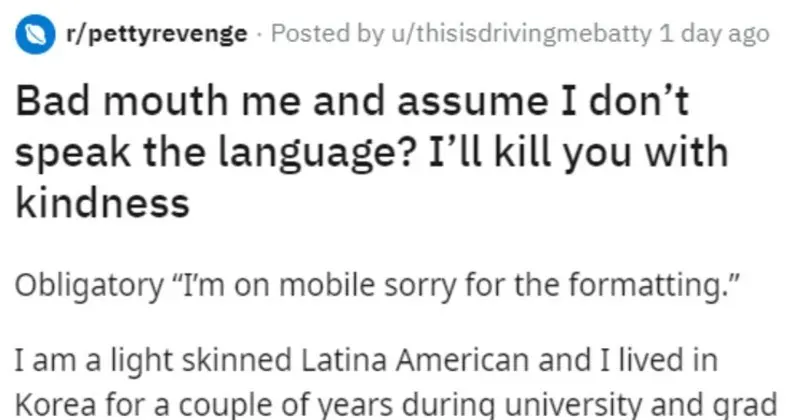 r/pettyrevenge · Posted by u/thisisdrivingmebatty 1 day ago
Bad mouth me and assume I don’t
speak the language? I’ll kill you with
kindness
Obligatory “I’m on mobile sorry for the formatting.”
I am a light skinned Latina American and I lived in
Korea for a couple of years during university and grad